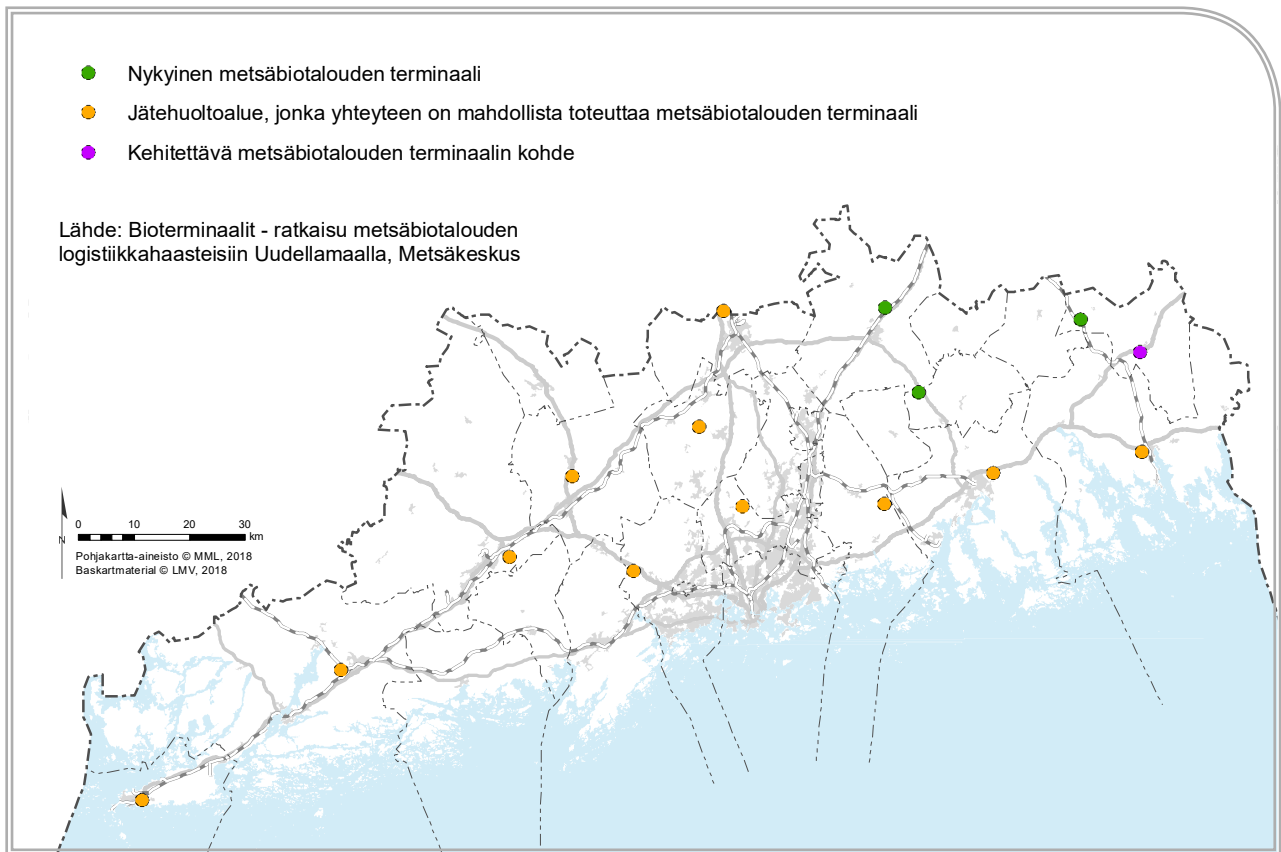 Nykyinen metsäbiotalouden terminaali
Jätehuoltoalue, jonka yhteyteen on mahdollista toteuttaa metsäbiotalouden terminaali
Kehitettävä metsäbiotalouden terminaalin kohde
Lähde: Bioterminaalit - ratkaisu metsäbiotalouden
logistiikkahaasteisiin Uudellamaalla, Metsäkeskus
N
0 10 20 30
km
Pohjakartta-aineisto © MML, 2018
Baskartmaterial © LMV, 2018